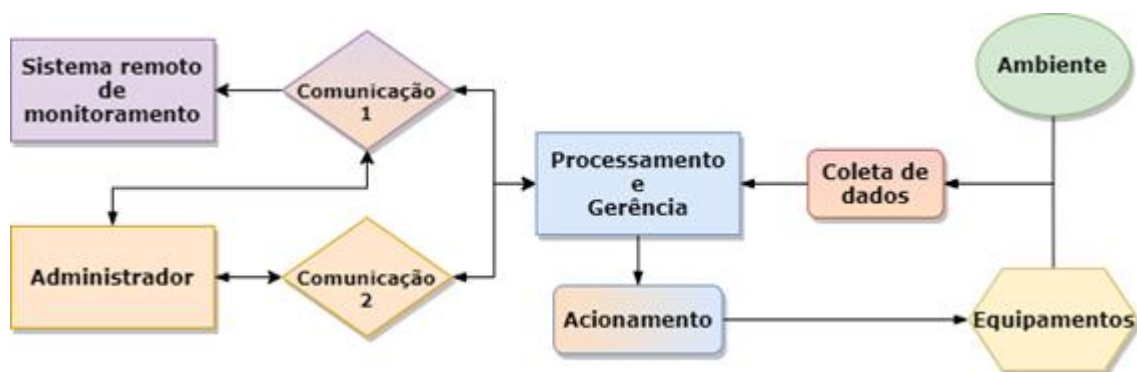 Sistema remoto
de
monitoramento
Comunicação
1
Ambiente
Processamento
e
Gerência
Coleta de
dados
Administrador
Comunicação
2
Acionamento
Equipamentos